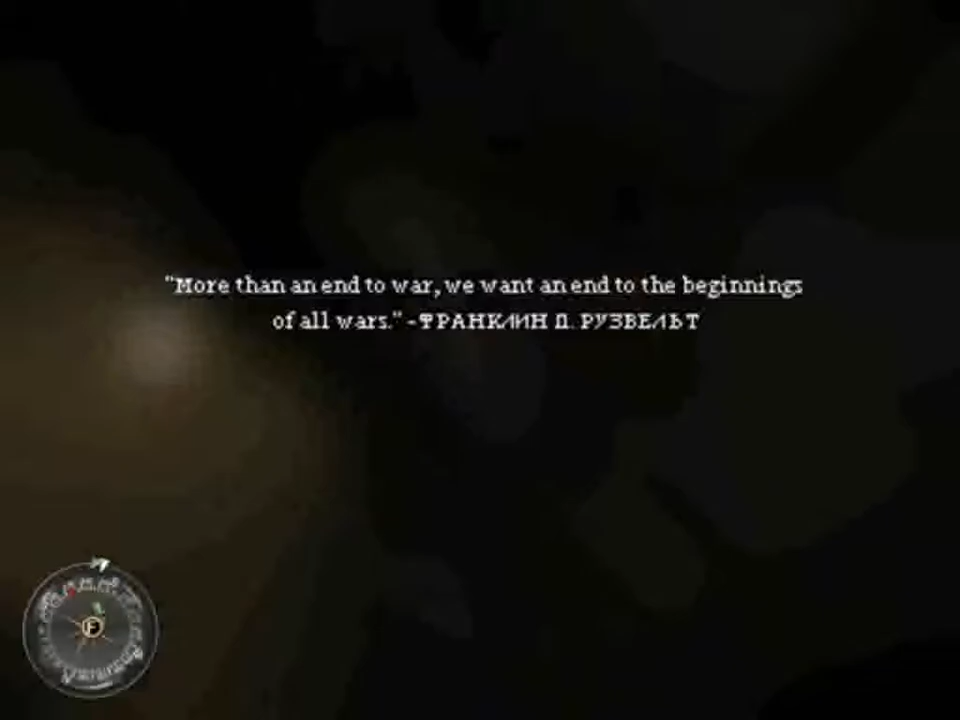 "More than an end to war, we want an end to the beginnings
of all wars." -ФРАНКЛИН Д. РУЗВЕЛЬТ